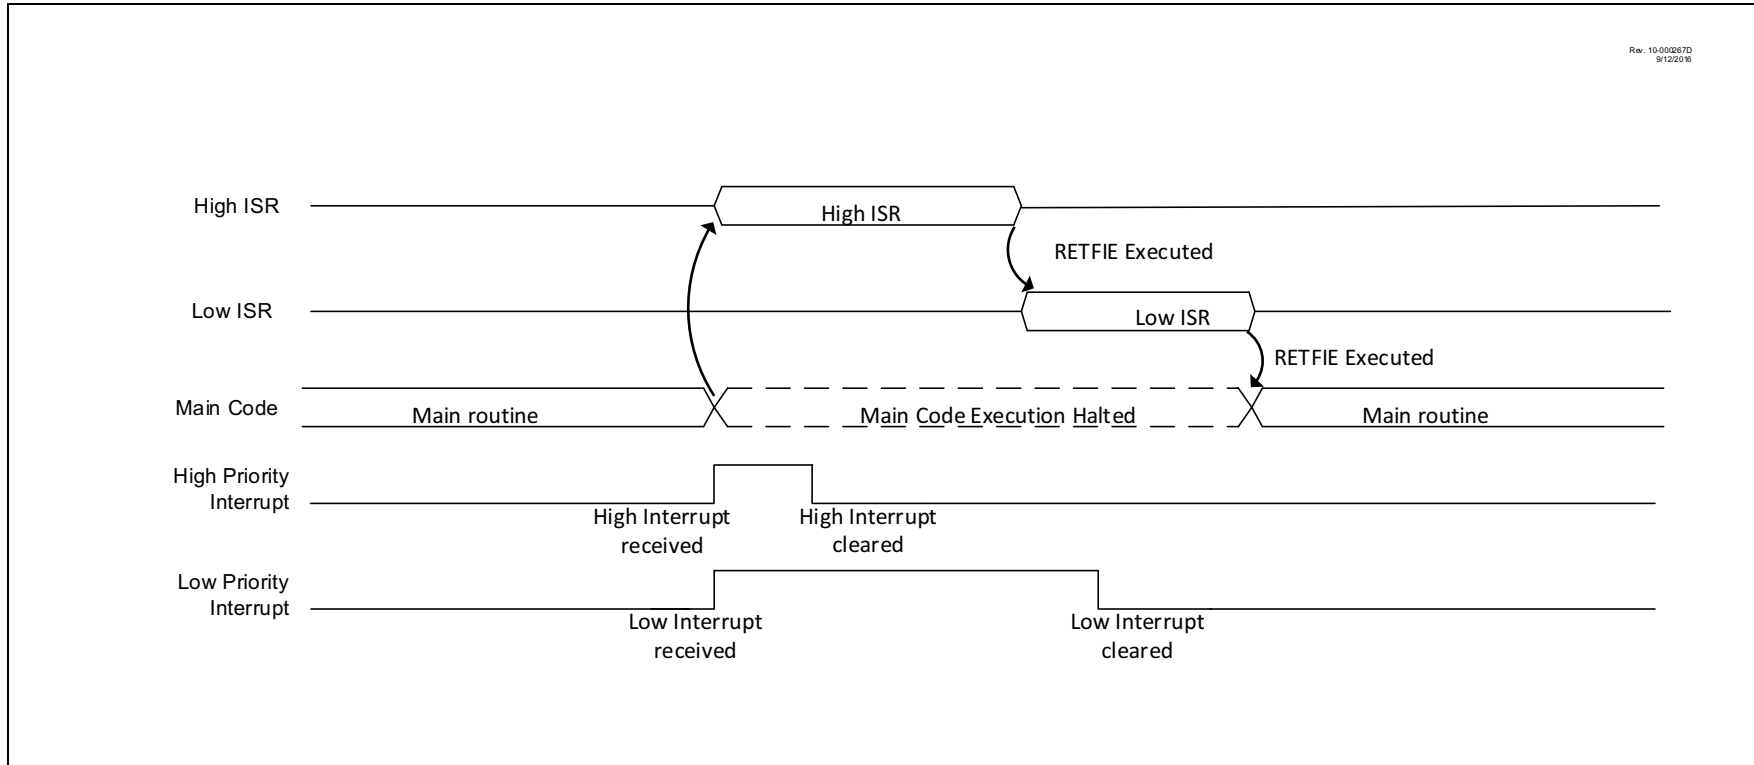 Rev. 10-000267D
9/12/2016
High ISR
High ISR
RETFIE Executed
Low ISR
Low ISR
RETFIE Executed
Main Code
Main routine
Main Code Execution Halted
Main routine
High Priority
Interrupt
High Interrupt
received
High Interrupt
cleared
Low Priority
Interrupt
Low Interrupt
received
Low Interrupt
cleared